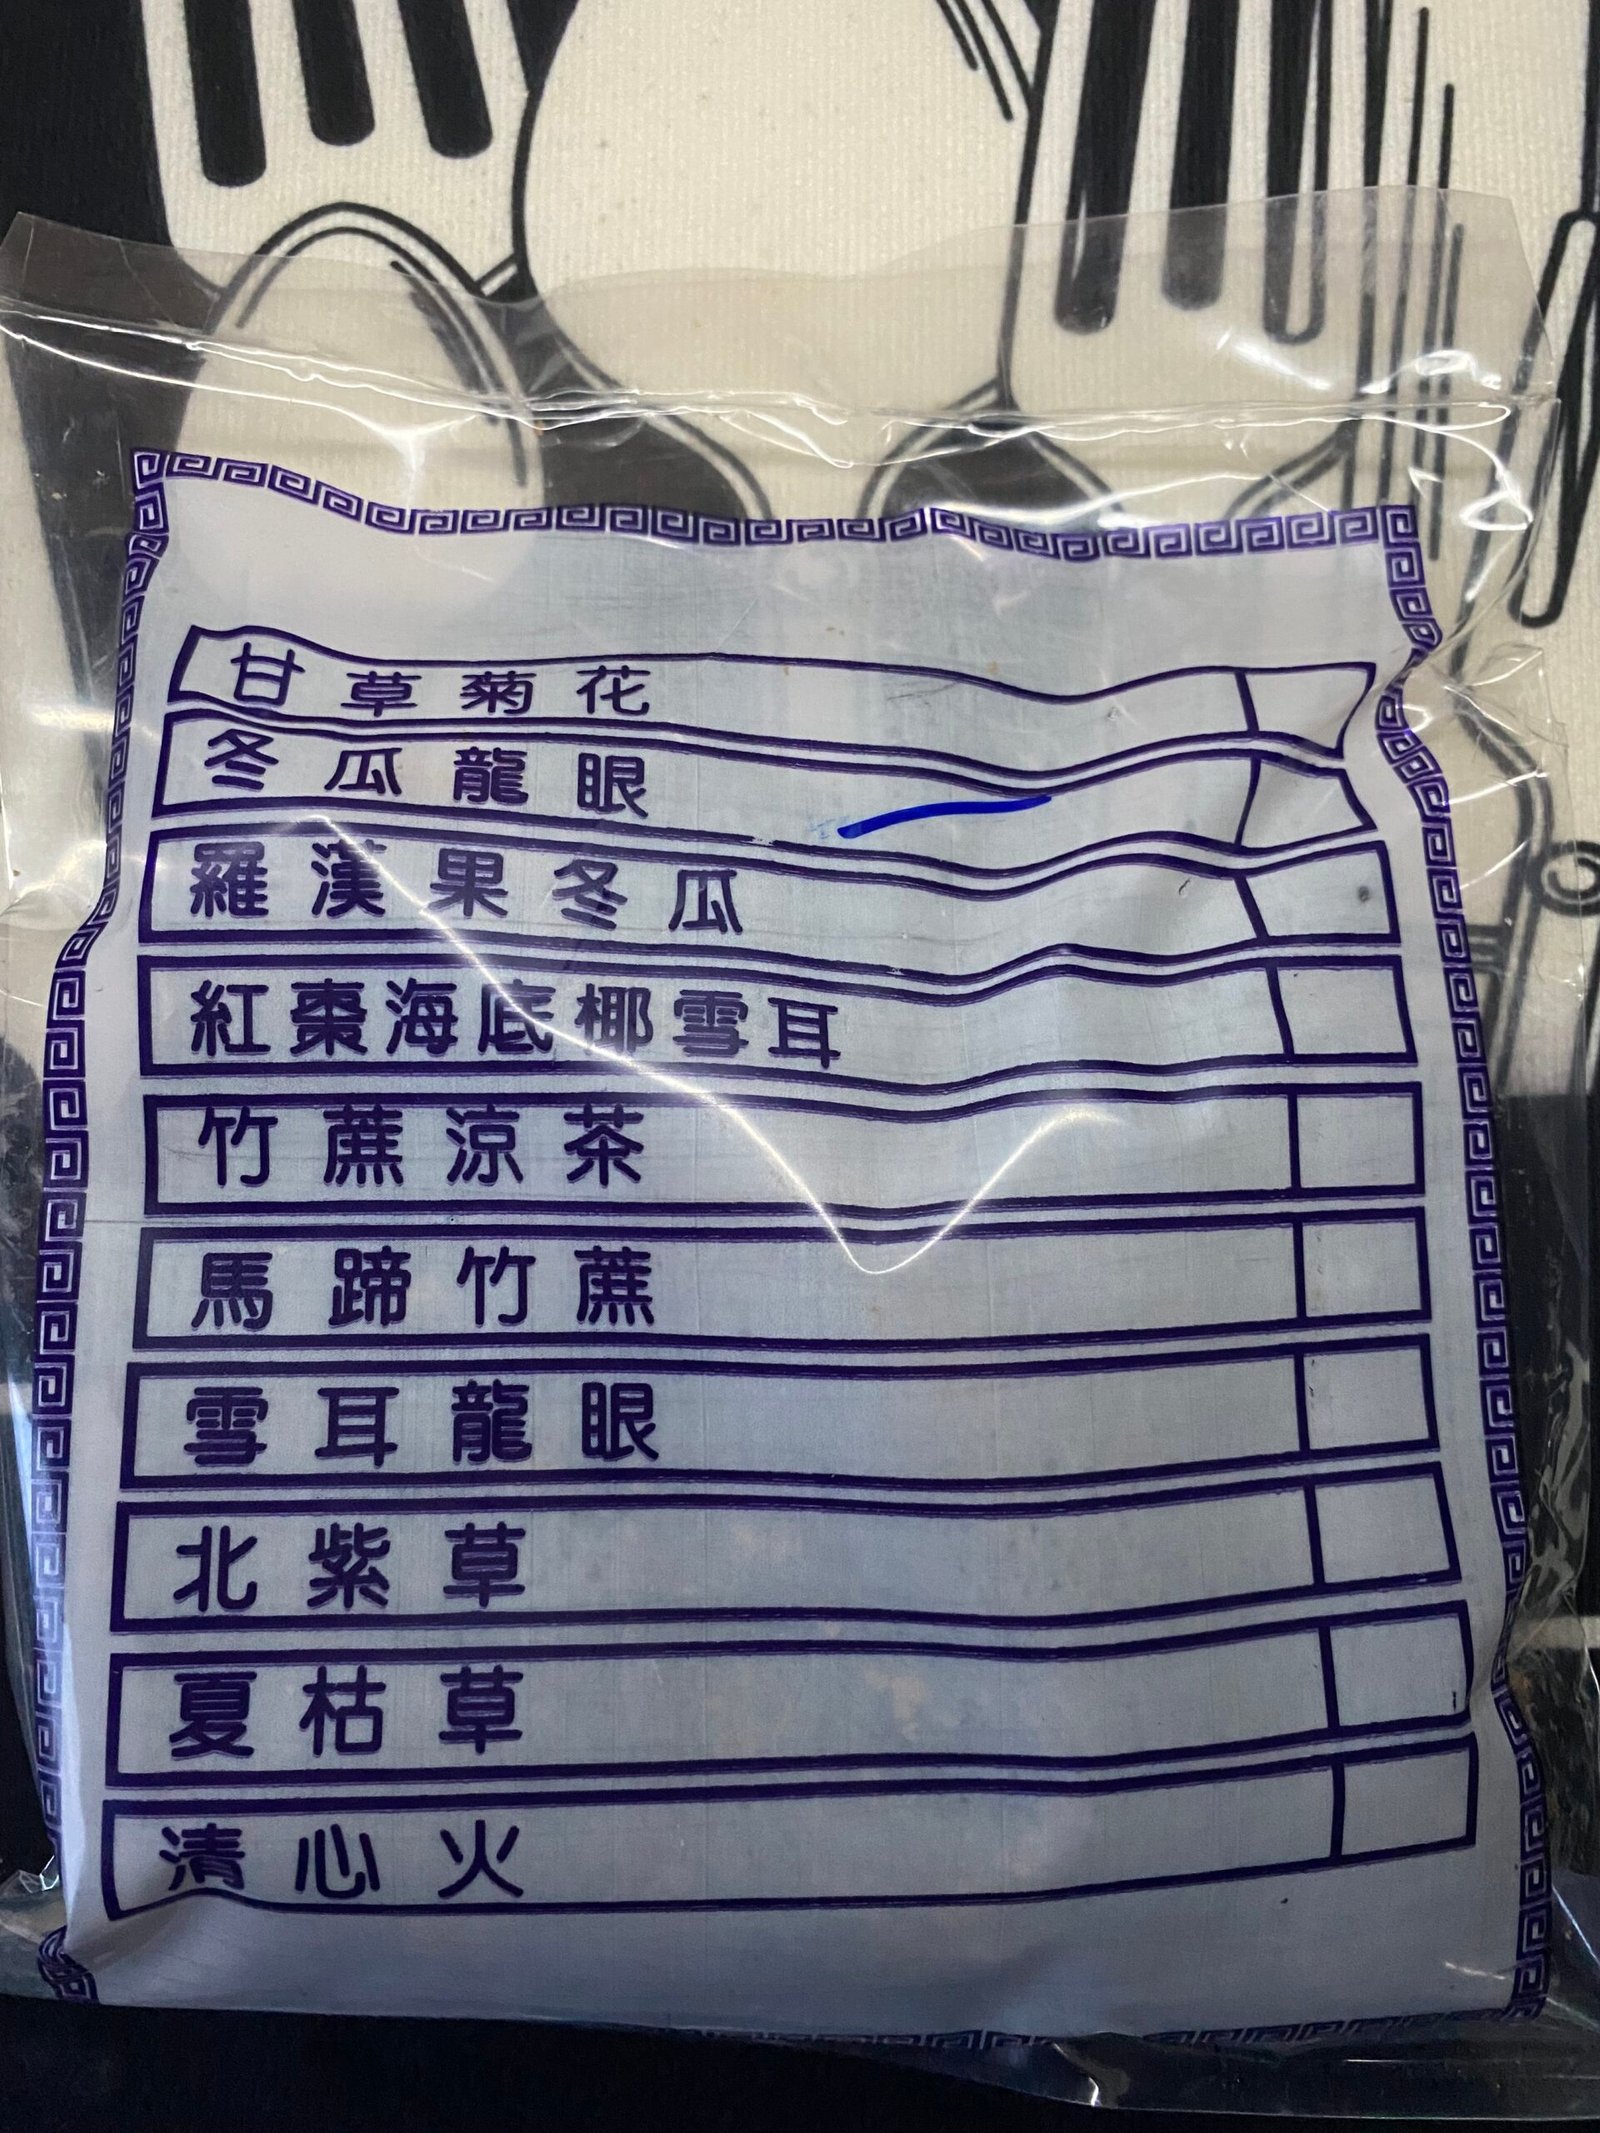 甘草菊花
冬瓜龍眼
羅漢果冬瓜
紅棗海底椰雪耳
竹蔗涼茶
馬蹄竹蔗
雪耳龍眼
北紫草
夏枯草
清心火